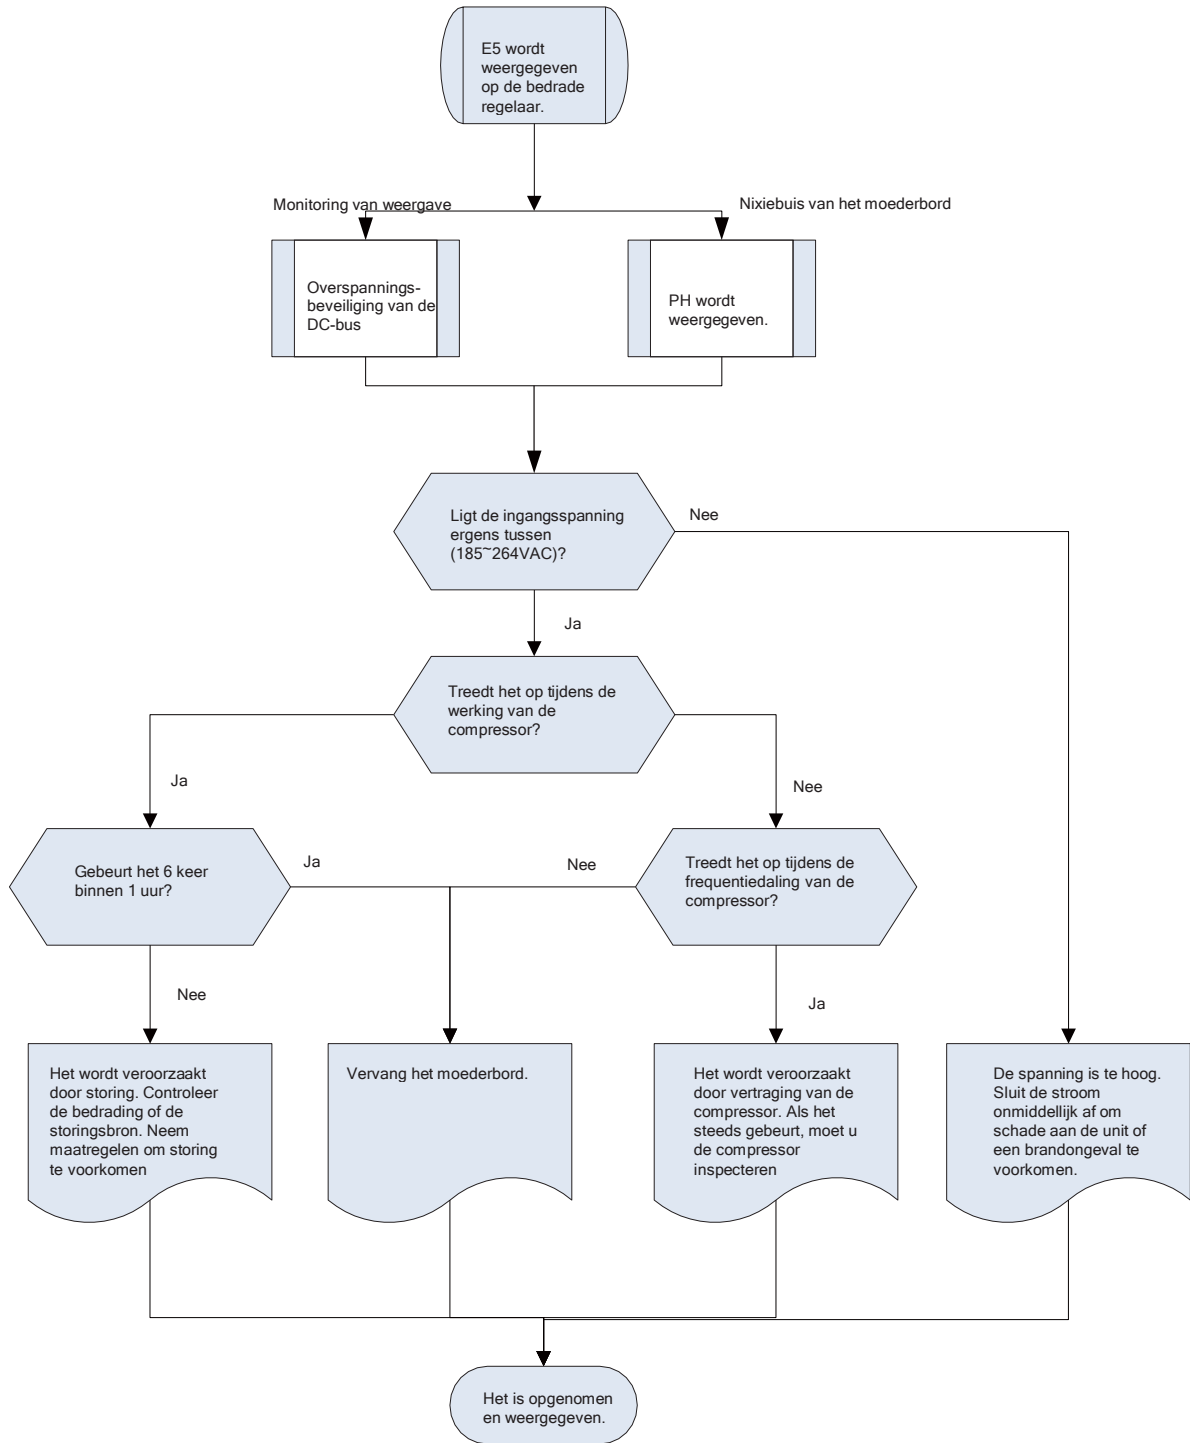 E5 wordt
weergegeven
op de bedrade
regelaar.
Monitoring van weergave
Nixiebuis van het moederbord
Overspannings-
beveiliging van de
DC-bus
PH wordt
weergegeven.
Ligt de ingangsspanning
ergens tussen
(185~264VAC)?
Nee
Ja
Treedt het op tijdens de
werking van de
compressor?
Ja
Nee
Gebeurt het 6 keer
binnen 1 uur?
Ja
Nee
Treedt het op tijdens de
frequentiedaling van de
compressor?
Nee
Ja
Het wordt veroorzaakt
door storing. Controleer
de bedrading of de
storingsbron. Neem
maatregelen om storing
te voorkomen
Vervang het moederbord.
Het wordt veroorzaakt
door vertraging van de
compressor. Als het
steeds gebeurt, moet u
de compressor
inspecteren
De spanning is te hoog.
Sluit de stroom
onmiddellijk af om
schade aan de unit of
een brandongeval te
voorkomen.
Het is opgenomen
en weergegeven.